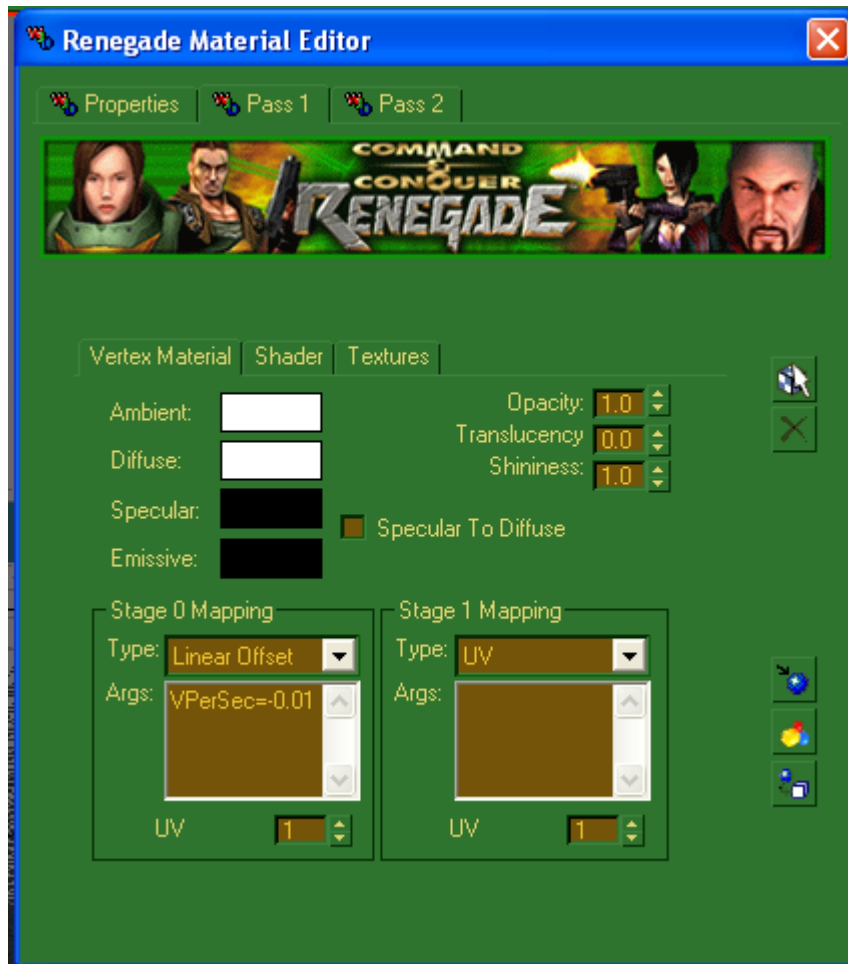 Renegade Material Editor
Properties Pass 1 Pass 2
COMMAND
&
CONQUER
RENEGADE
Vertex Material Shader Textures
Ambient: Opacity: 1.0
Translucency 0.0
Diffuse: Shininess: 1.0
Specular:
Specular To Diffuse
Emissive:
Stage 0 Mapping Stage 1 Mapping
Type: Linear Offset Type: UV
Args: VPerSec=-0.01 Args:
UV 1 UV 1